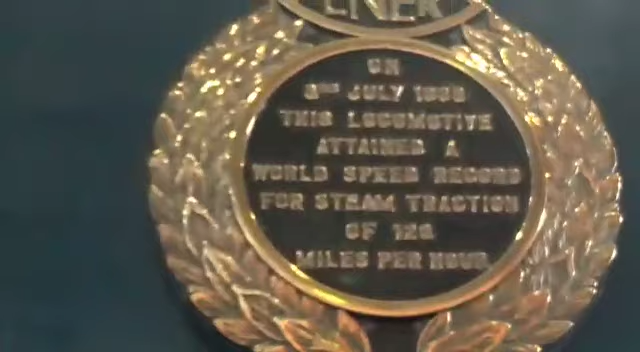 LNER
ON
3RD JULY 1938
THIS LOCOMOTIVE
ATTAINED A
WORLD SPEED RECORD
FOR STEAM TRACTION
OF 126
MILES PER HOUR